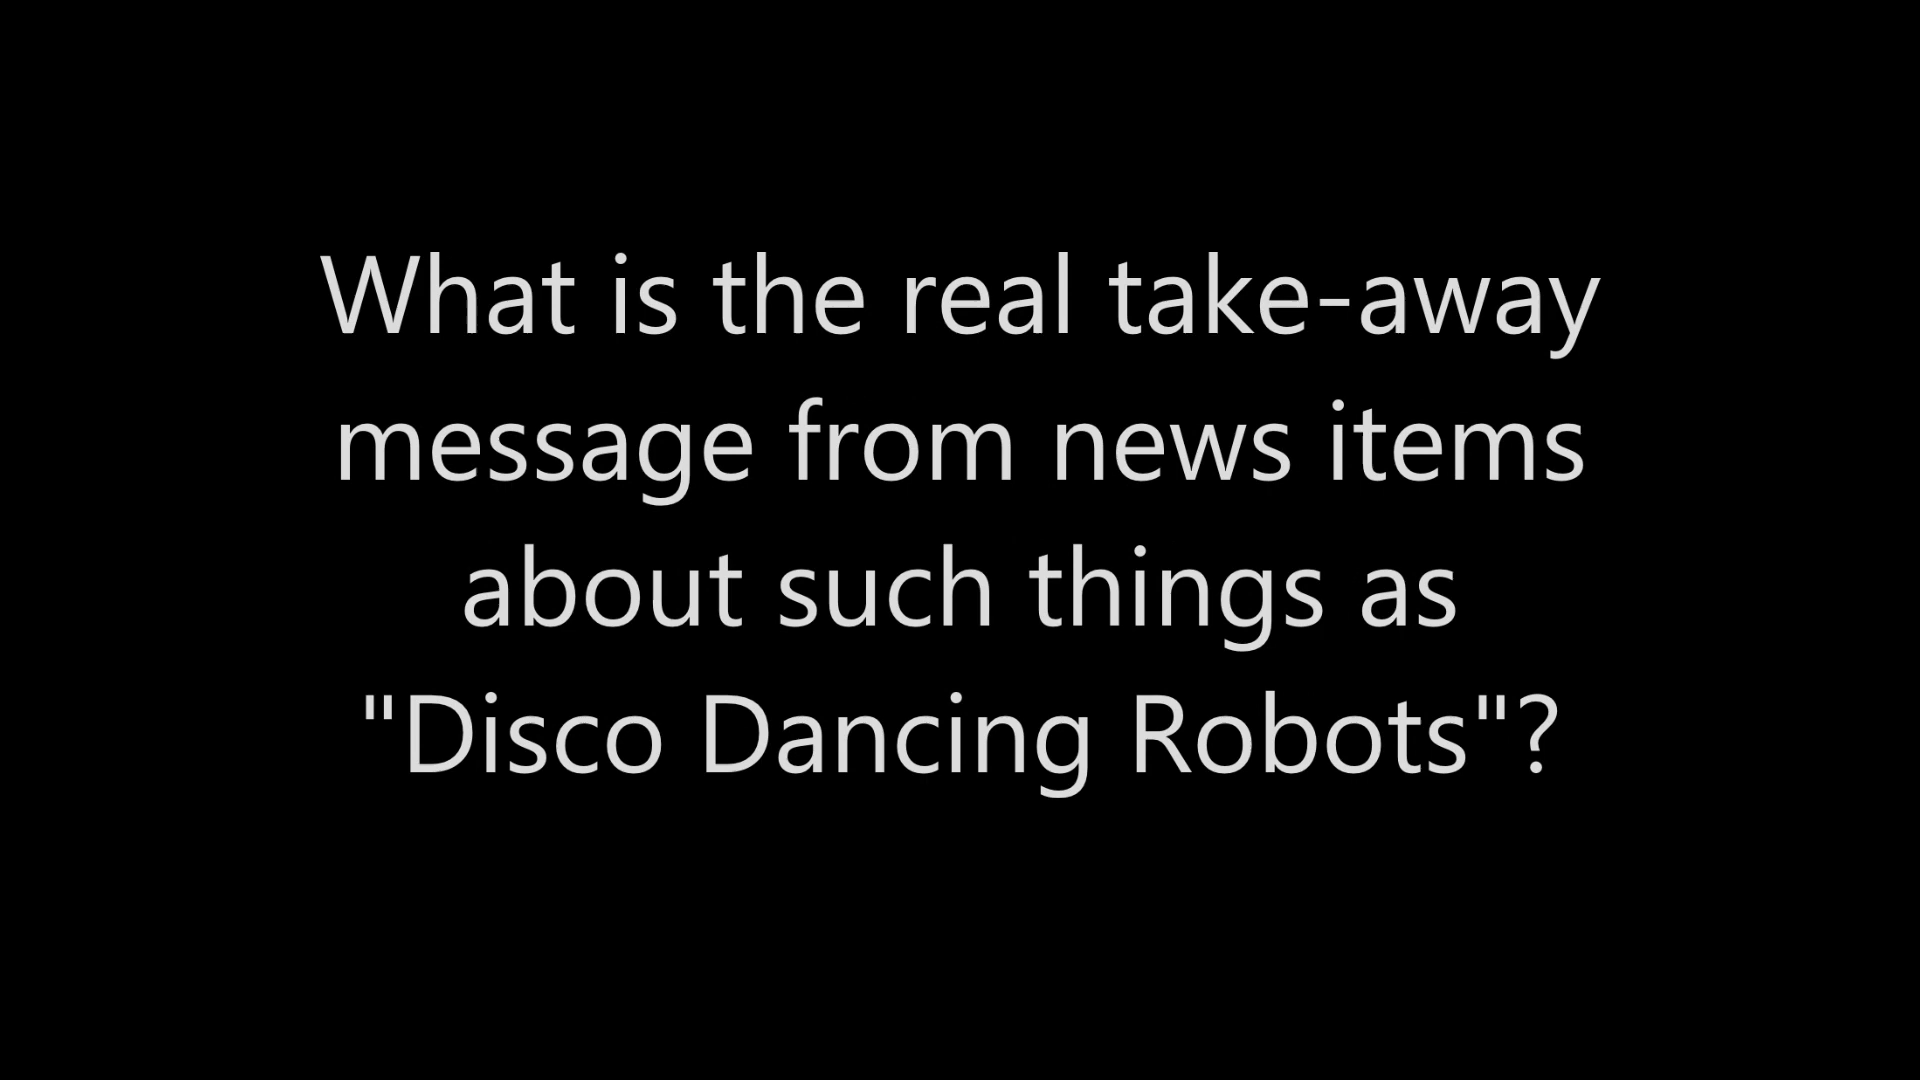 What is the real take-away
message from news items
about such things as
"Disco Dancing Robots"?